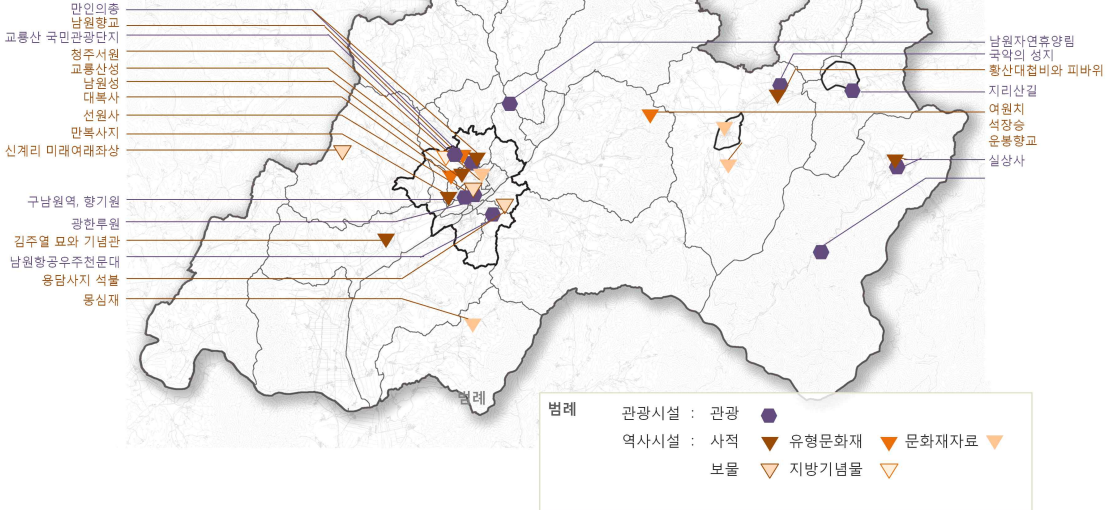 만인의총
남원향교
교룡산 국민관광단지
청주서원
교룡산성
남원성
대복사
선원사
만복사지
신계리 미래여래좌상
구남원역, 향기원
광한루원
김주열 묘와 기념관
남원항공우주천문대
용담사지 석불
몽심재
남원자연휴양림
국악의 성지
황산대첩비와 피바위
지리산길
여원치
석장승
운봉향교
실상사
범례
범례
관광시설 : 관광
역사시설 : 사적 유형문화재 문화재자료
보물 지방기념물